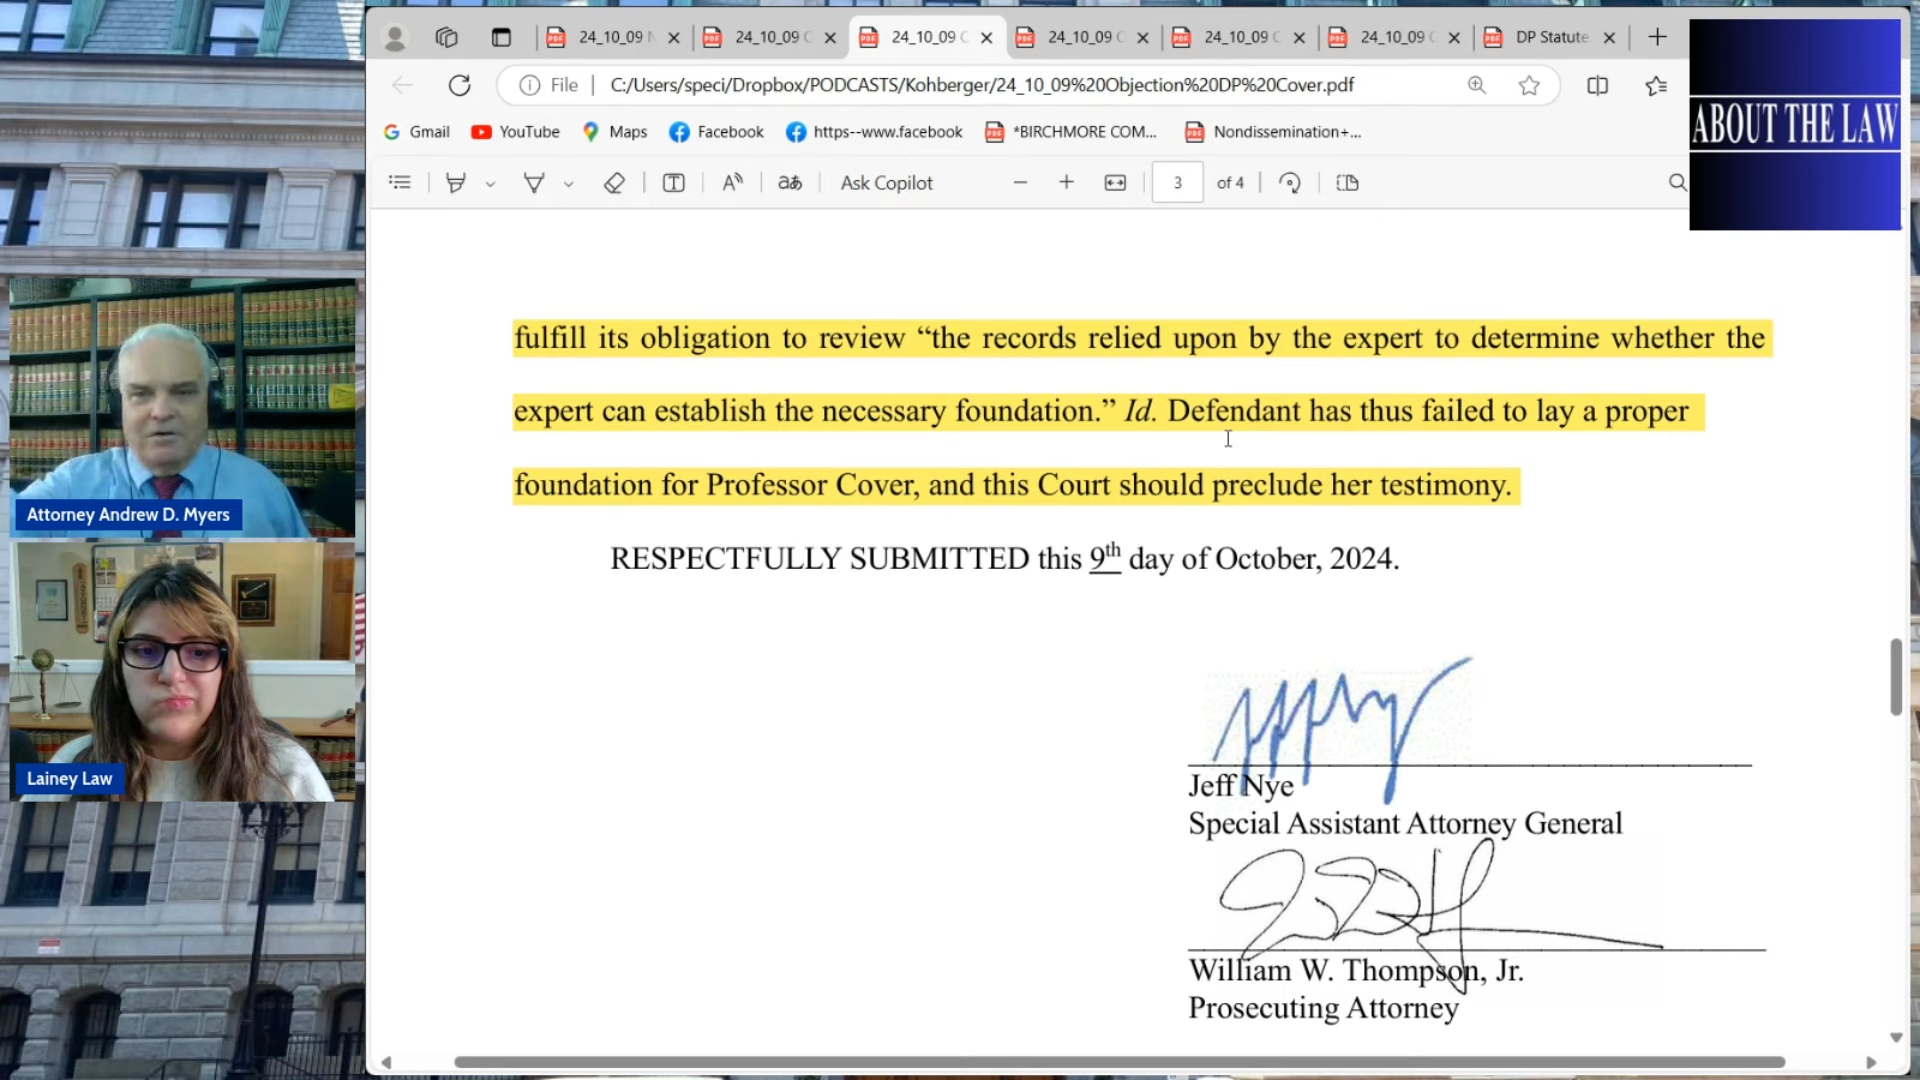 24_10_09 N
24_10_09 C
24_10_09 C
24_10_09 C
24_10_09 C
24_10_09 C
DP Statute
File
C:/Users/speci/Dropbox/PODCASTS/Kohberger/24_10_09%20Objection%20DP%20Cover.pdf
Gmail
YouTube
Maps
Facebook
https--www.facebook
*BIRCHMORE COM...
Nondissemination+...
ABOUT THE LAW
Ask Copilot
3
of 4
fulfill its obligation to review “the records relied upon by the expert to determine whether the
expert can establish the necessary foundation.” Id. Defendant has thus failed to lay a proper
foundation for Professor Cover, and this Court should preclude her testimony.
RESPECTFULLY SUBMITTED this 9th day of October, 2024.
Jeff Nye
Special Assistant Attorney General
William W. Thompson, Jr.
Prosecuting Attorney
Attorney Andrew D. Myers
Lainey Law